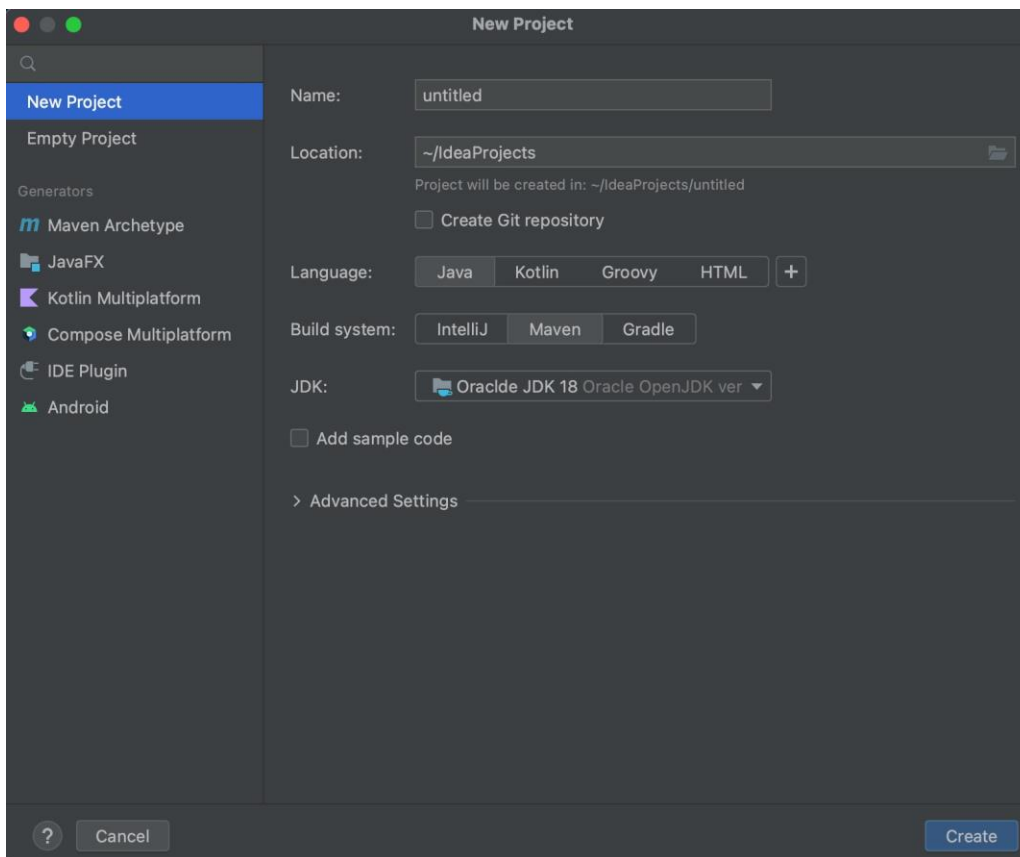 New Project
New Project
Empty Project
Generators
Maven Archetype
JavaFX
Kotlin Multiplatform
Compose Multiplatform
IDE Plugin
Android
Name: untitled
Location: ~/IdeaProjects
Project will be created in: ~/IdeaProjects/untitled
Create Git repository
Language: Java Kotlin Groovy HTML +
Build system: IntelliJ Maven Gradle
JDK: Oraclde JDK 18 Oracle OpenJDK ver
Add sample code
> Advanced Settings
? Cancel Create